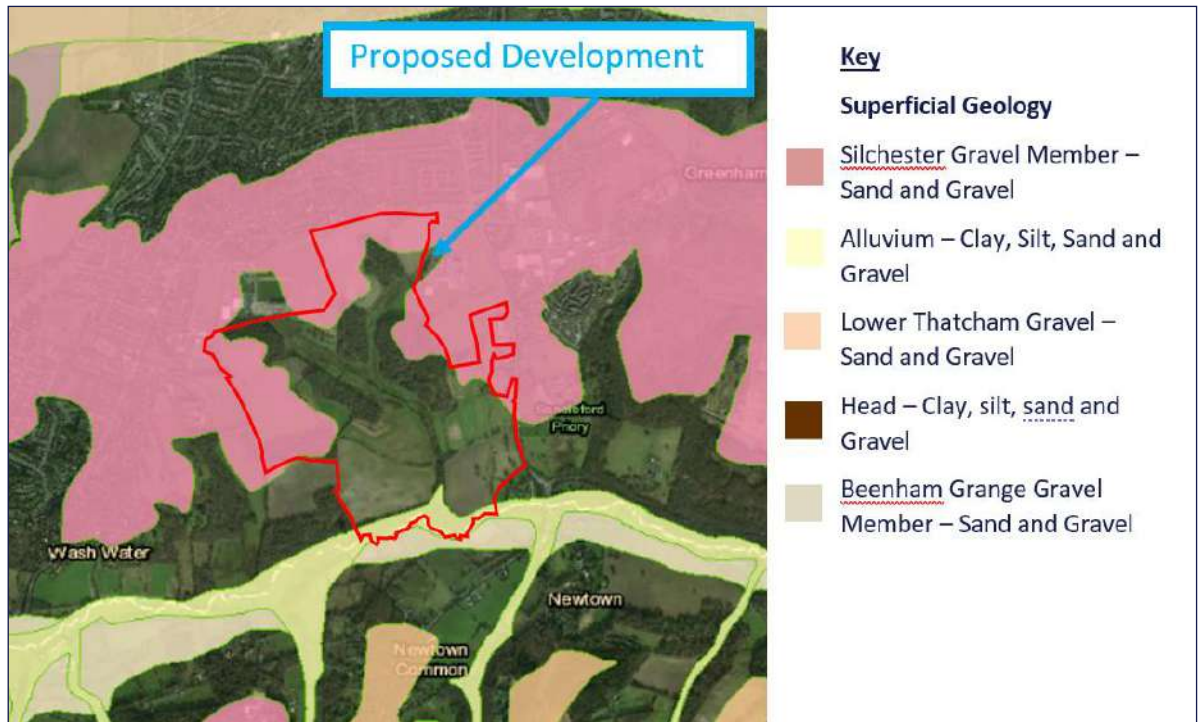 Proposed Development
Greenham
Sandleford
Priory
Wash Water
Newtown
Newtown
Common
Key
Superficial Geology
Silchester Gravel Member –
Sand and Gravel
Alluvium – Clay, Silt, Sand and
Gravel
Lower Thatcham Gravel –
Sand and Gravel
Head – Clay, silt, sand and
Gravel
Beenham Grange Gravel
Member – Sand and Gravel